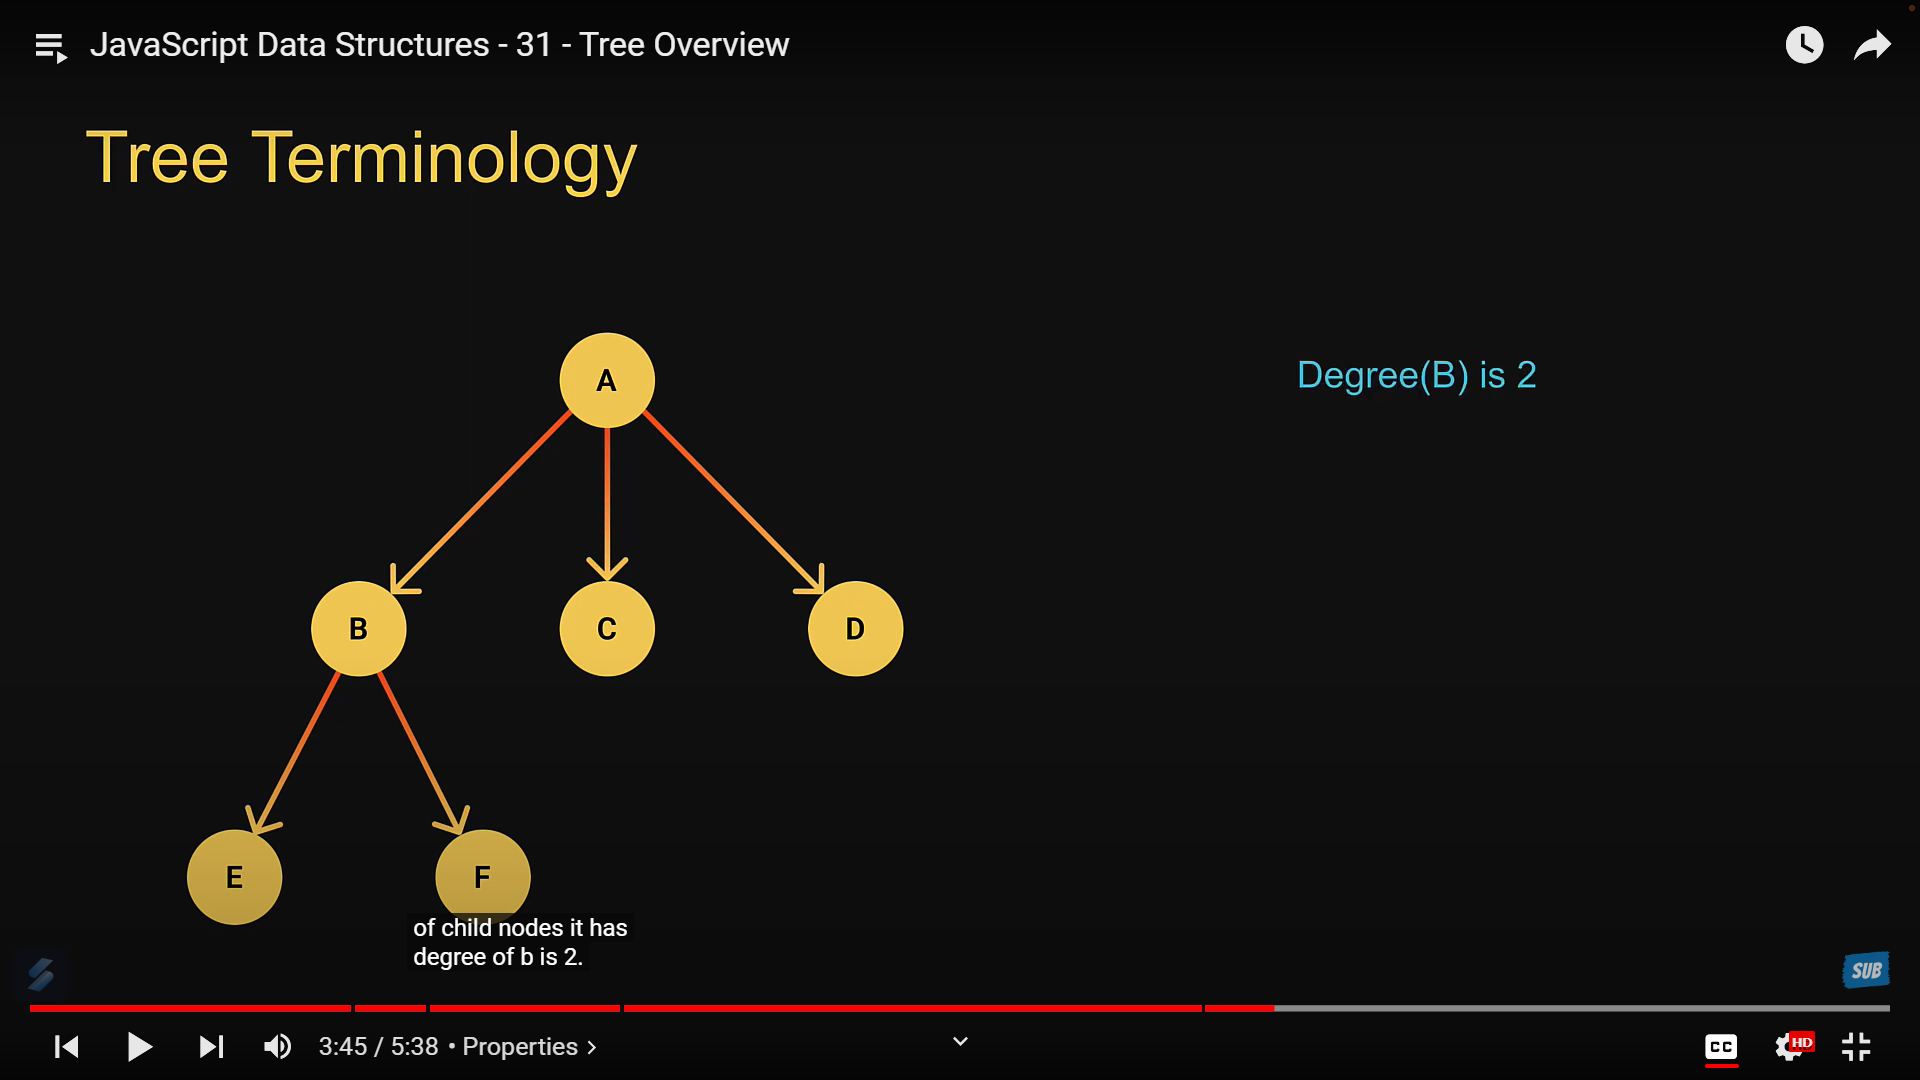 JavaScript Data Structures - 31 - Tree Overview
Tree Terminology
A
Degree(B) is 2
B
C
D
E
F
of child nodes it has
degree of b is 2.
SUB
3:45 / 5:38 • Properties >
CC
HD